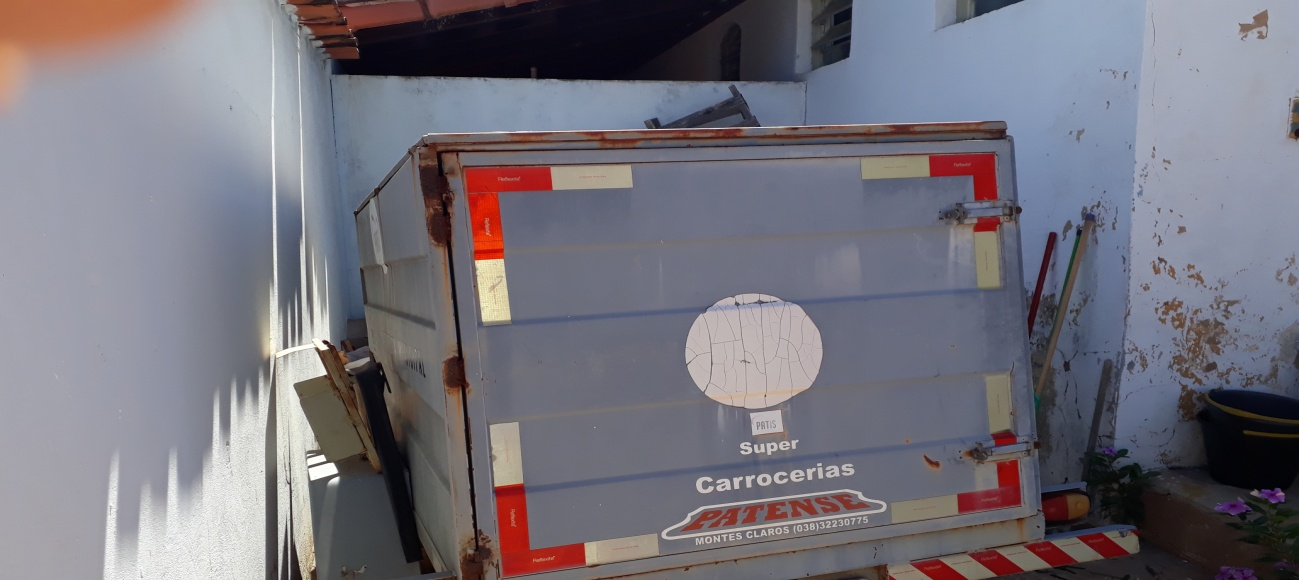 PATIS
Super
Carrocerias
PATENSE
MONTES CLAROS (038)32230775